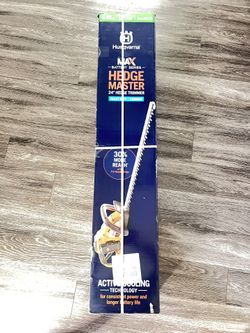 Husqvarna
MAX
BATTERY SERIES
HEDGE
MASTER
24" HEDGE TRIMMER
30%
MORE
REACH
ACTIVE COOLING
TECHNOLOGY
for consistent power and
longer battery life